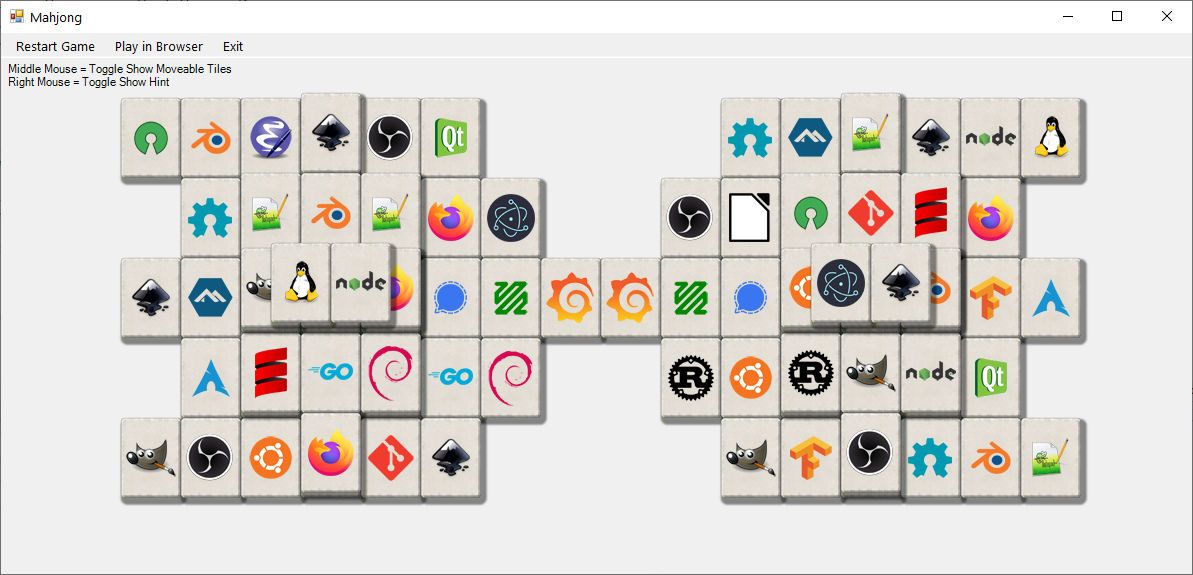 Mahjong
Restart Game Play in Browser Exit
Middle Mouse = Toggle Show Moveable Tiles
Right Mouse = Toggle Show Hint
Qt
node
node
GO
GO
R
R
node
Qt